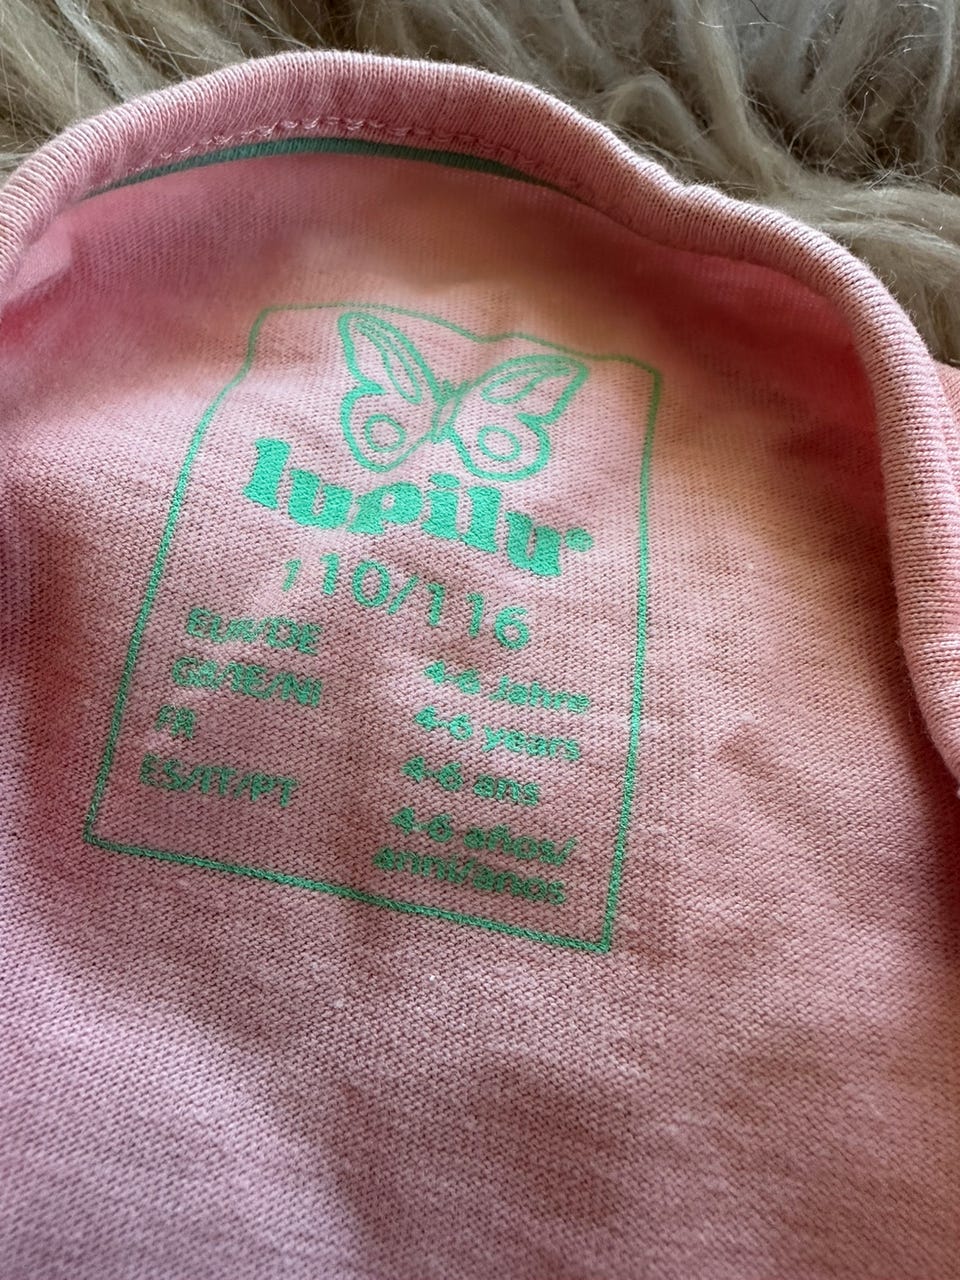 lupilu®
110/116
EUR/DE 4-6 Jahre
GB/IE/NI 4-6 years
FR 4-6 ans
ES/IT/PT 4-6 años/
anni/anos